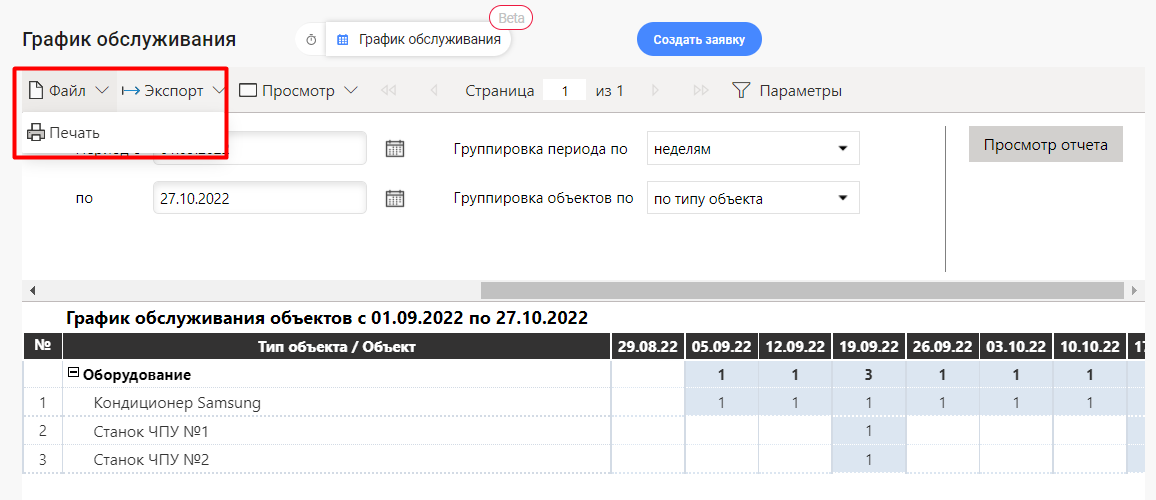 Beta
График обслуживания
График обслуживания
Создать заявку
Файл Экспорт Просмотр Страница 1 из 1 Параметры
Печать
Группировка периода по неделям Просмотр отчета
по 27.10.2022 Группировка объектов по по типу объекта
График обслуживания объектов с 01.09.2022 по 27.10.2022
№ Тип объекта / Объект 29.08.22 05.09.22 12.09.22 19.09.22 26.09.22 03.10.22 10.10.22
Оборудование 1 1 3 1 1 1
1 Кондиционер Samsung 1 1 1 1 1 1
2 Станок ЧПУ №1 1
3 Станок ЧПУ №2 1